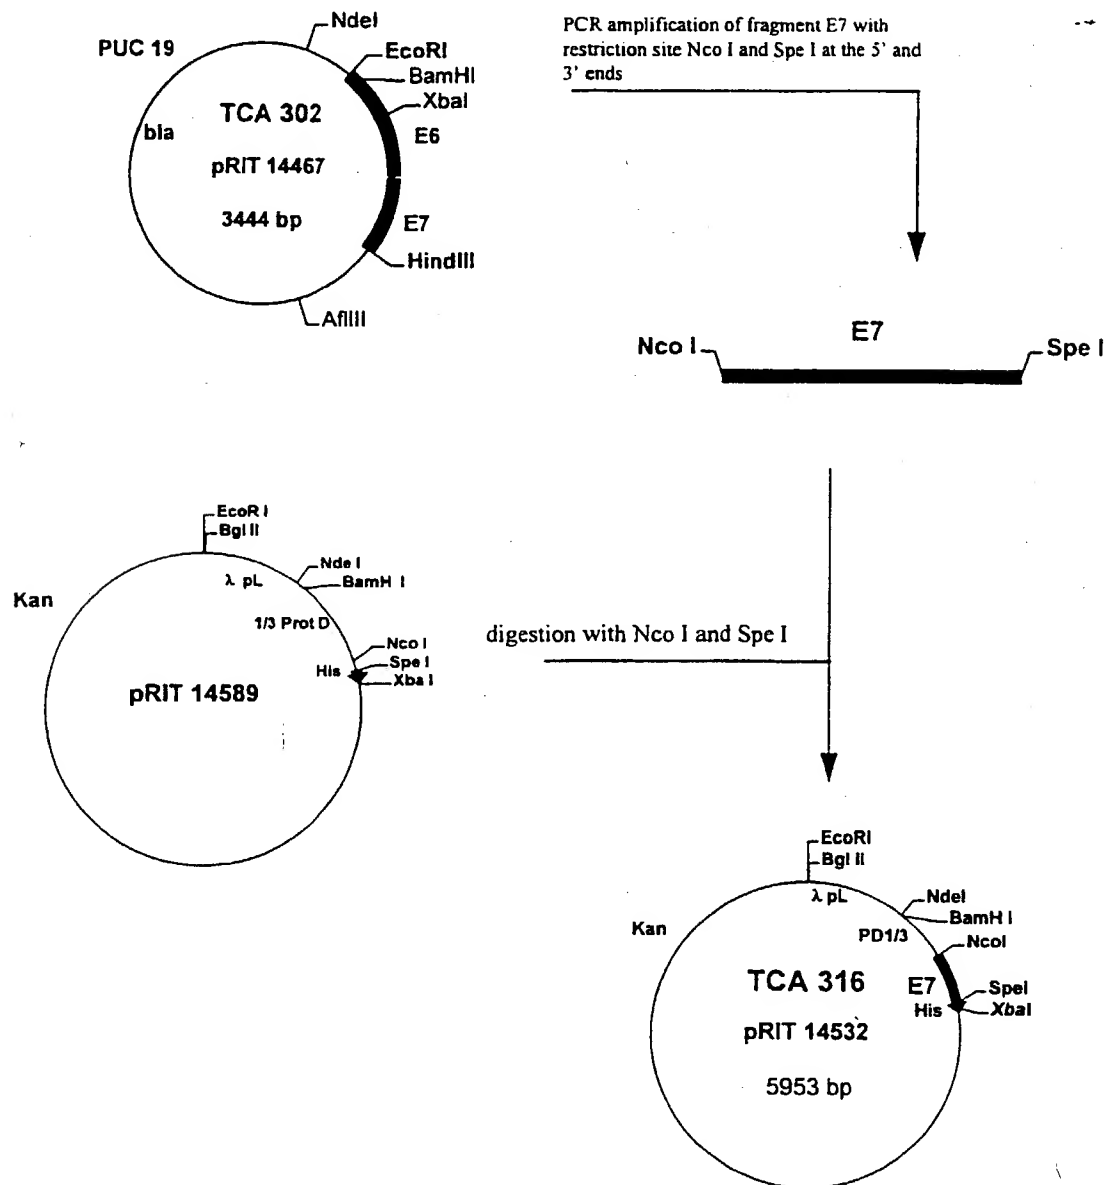 PUC 19
NdeI
EcoRI
BamHI
XbaI
bla
TCA 302
E6
pRIT 14467
3444 bp
E7
HindIII
AflIII
PCR amplification of fragment E7 with
restriction site Nco I and Spe I at the 5' and
3' ends
E7
Nco I
Spe I
EcoR I
Bgl II
Nde I
BamH I
λ pL
Kan
1/3 Prot D
Nco I
Spe I
His
Xba I
pRIT 14589
digestion with Nco I and Spe I
EcoRI
Bgl II
λ pL
NdeI
BamH I
Kan
PD1/3
NcoI
TCA 316
E7
SpeI
His
XbaI
pRIT 14532
5953 bp